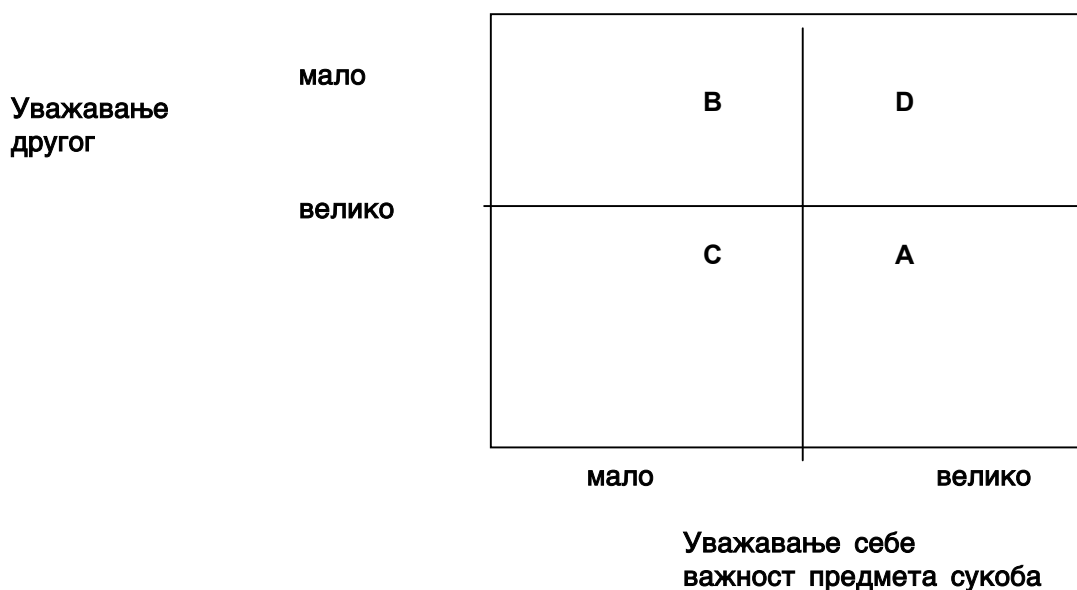 мало
B D
Уважавање
другог
велико
C A
мало велико
Уважавање себе
важност предмета сукоба